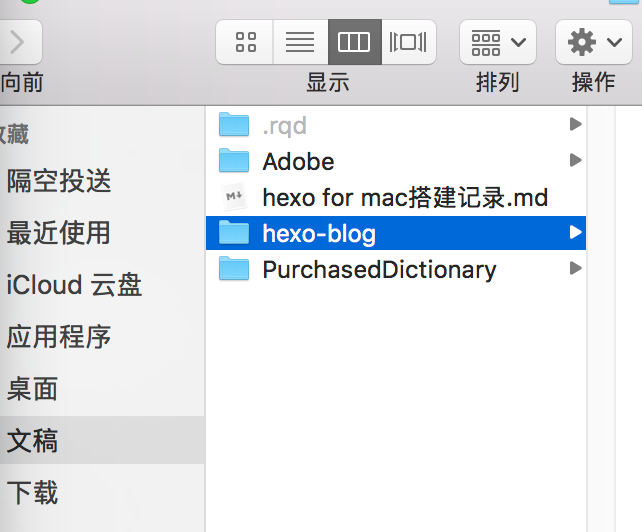 向前
显示
排列
操作
收藏
隔空投送
最近使用
iCloud 云盘
应用程序
桌面
文稿
下载
.rqd
Adobe
hexo for mac搭建记录.md
hexo-blog
PurchasedDictionary